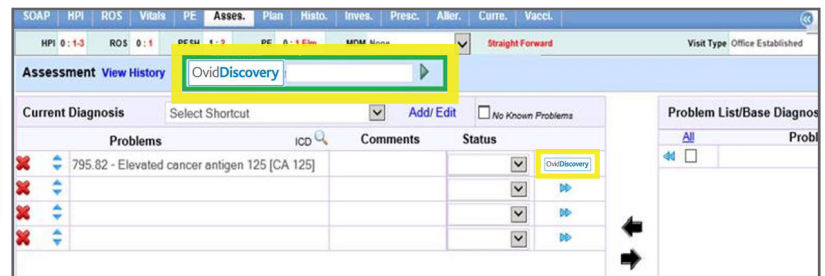 SOAP HPI ROS Vitals PE Asses. Plan Histo. Inves. Presc. Aller. Curre. Vacci.
HPI 0 : 1-3 ROS 0 : 1 PFSH 1 : 2 PE 0 : 1 Elm MDM None Straight Forward Visit Type Office Established
Assessment View History OvidDiscovery
Current Diagnosis Select Shortcut Add/ Edit No Known Problems Problem List/Base Diagnos
Problems ICD Comments Status All Probl
795.82 - Elevated cancer antigen 125 [CA 125] OvidDiscovery